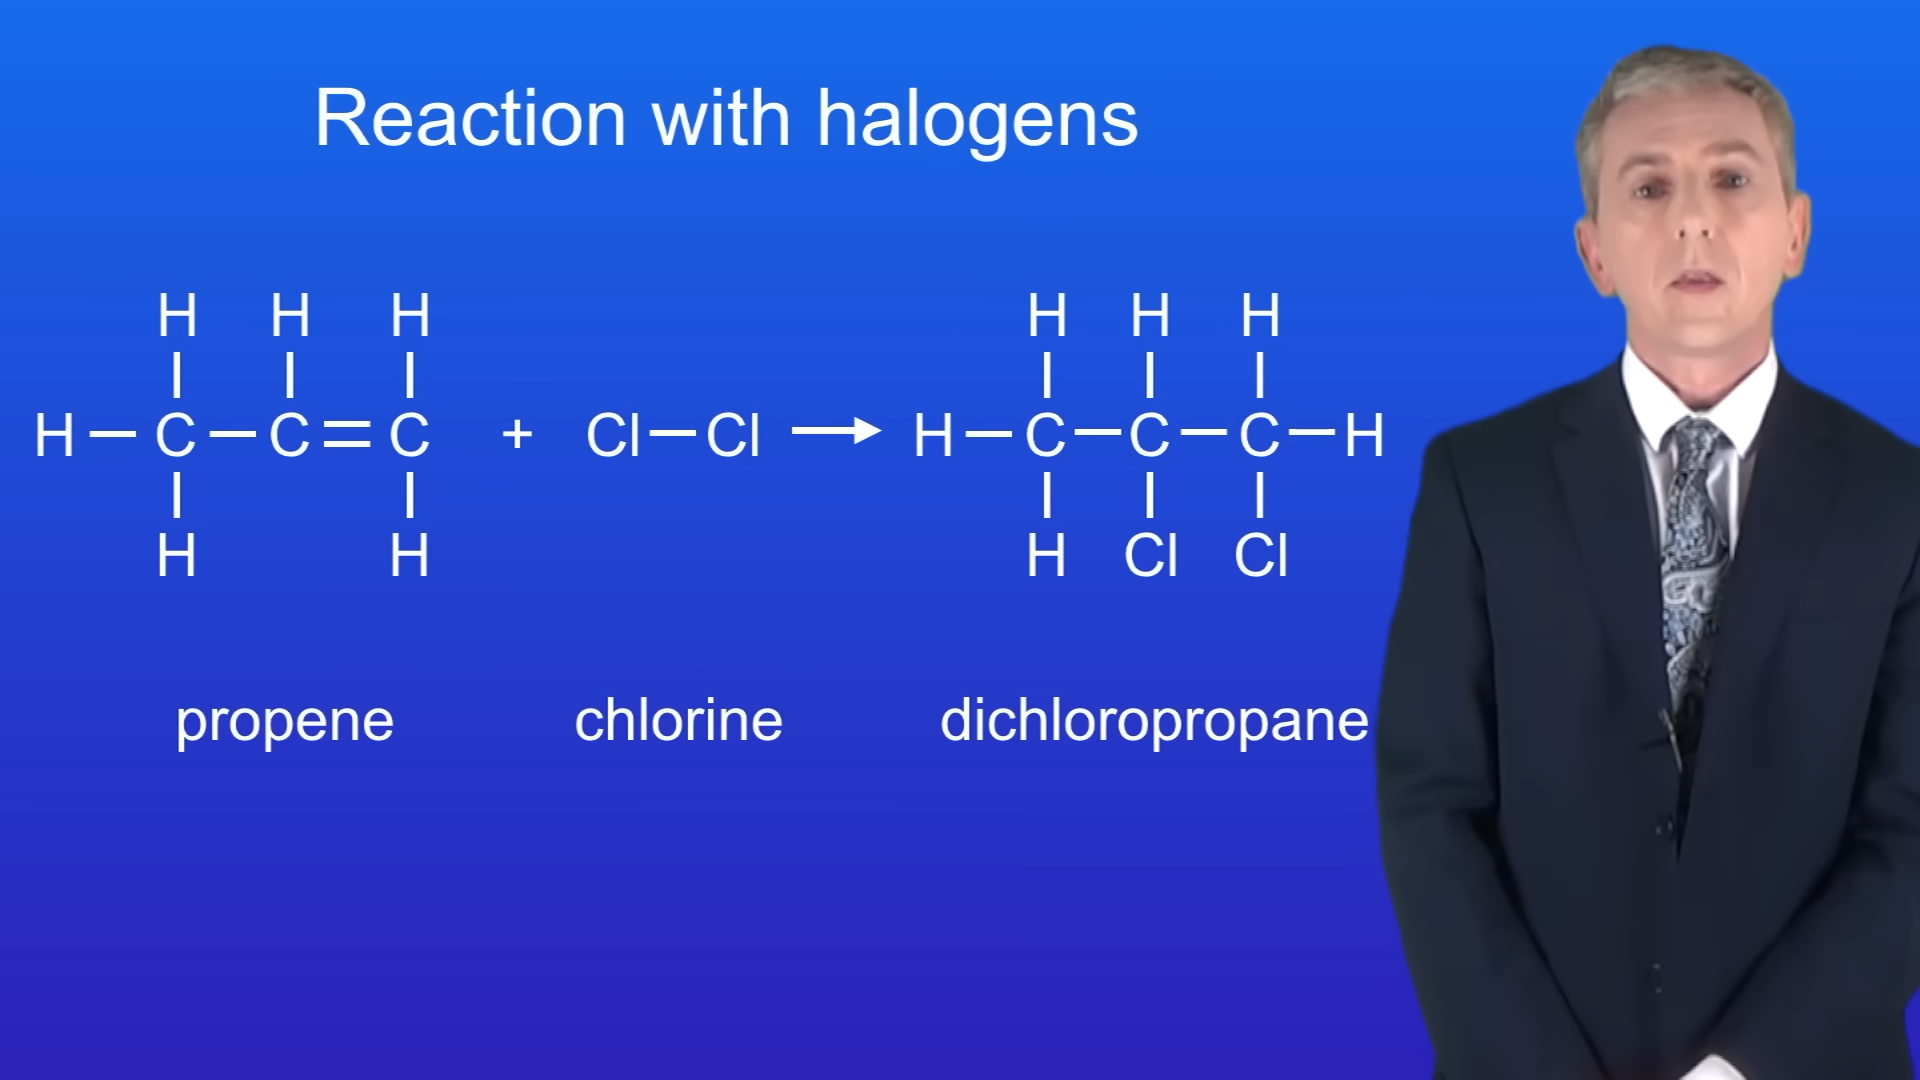 Reaction with halogens
H H H H H H
H — C — C = C + Cl — Cl → H — C — C — C — H
H H H Cl Cl
propene chlorine dichloropropane